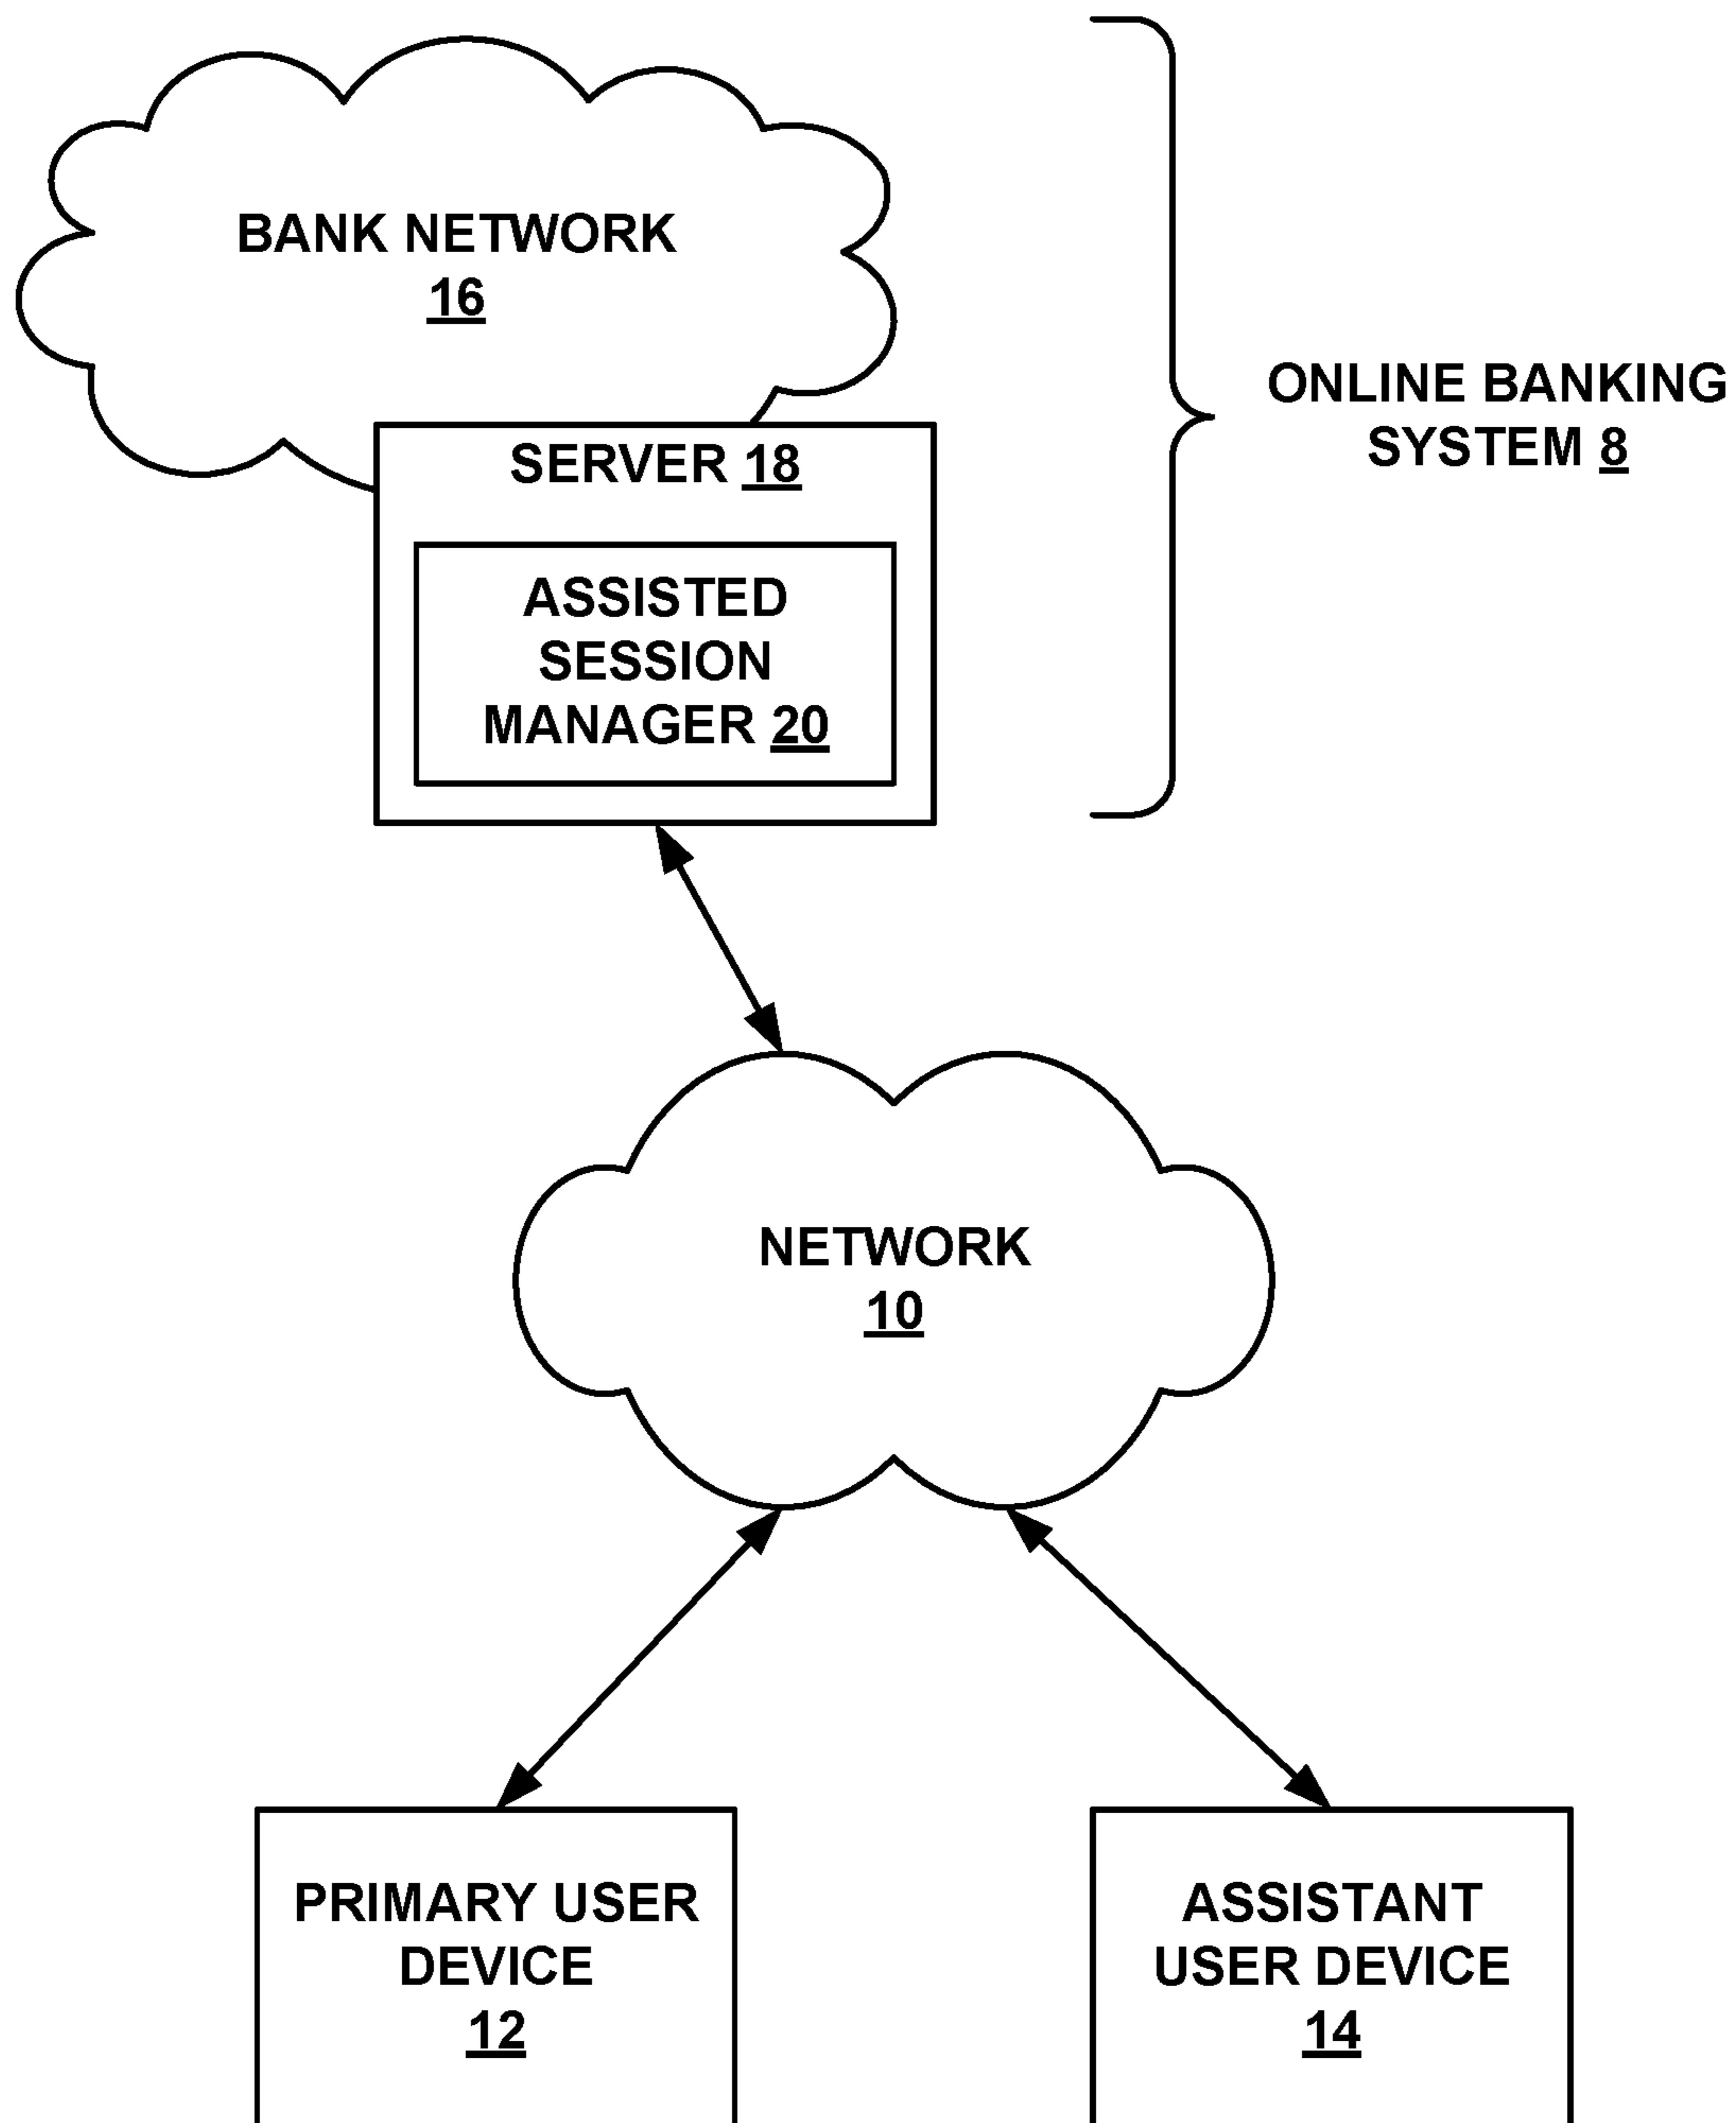 BANK NETWORK
16
ONLINE BANKING
SYSTEM 8
SERVER 18
ASSISTED
SESSION
MANAGER 20
NETWORK
10
PRIMARY USER
DEVICE
12
ASSISTANT
USER DEVICE
14